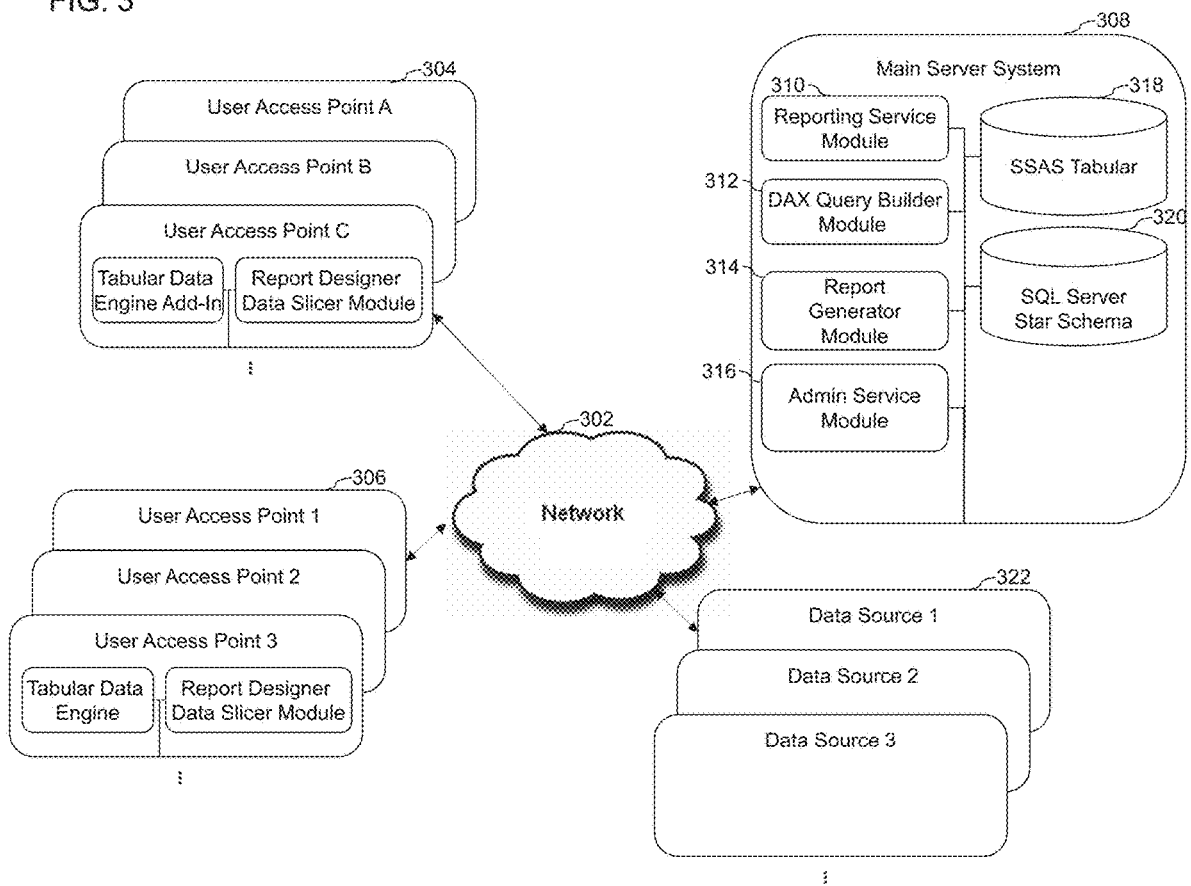 FIG. 3
304
User Access Point A
User Access Point B
User Access Point C
Tabular Data
Engine Add-In
Report Designer
Data Slicer Module
308
Main Server System
310
Reporting Service
Module
312
DAX Query Builder
Module
314
Report
Generator
Module
316
Admin Service
Module
318
SSAS Tabular
320
SQL Server
Star Schema
302
Network
306
User Access Point 1
User Access Point 2
User Access Point 3
Tabular Data
Engine
Report Designer
Data Slicer Module
322
Data Source 1
Data Source 2
Data Source 3